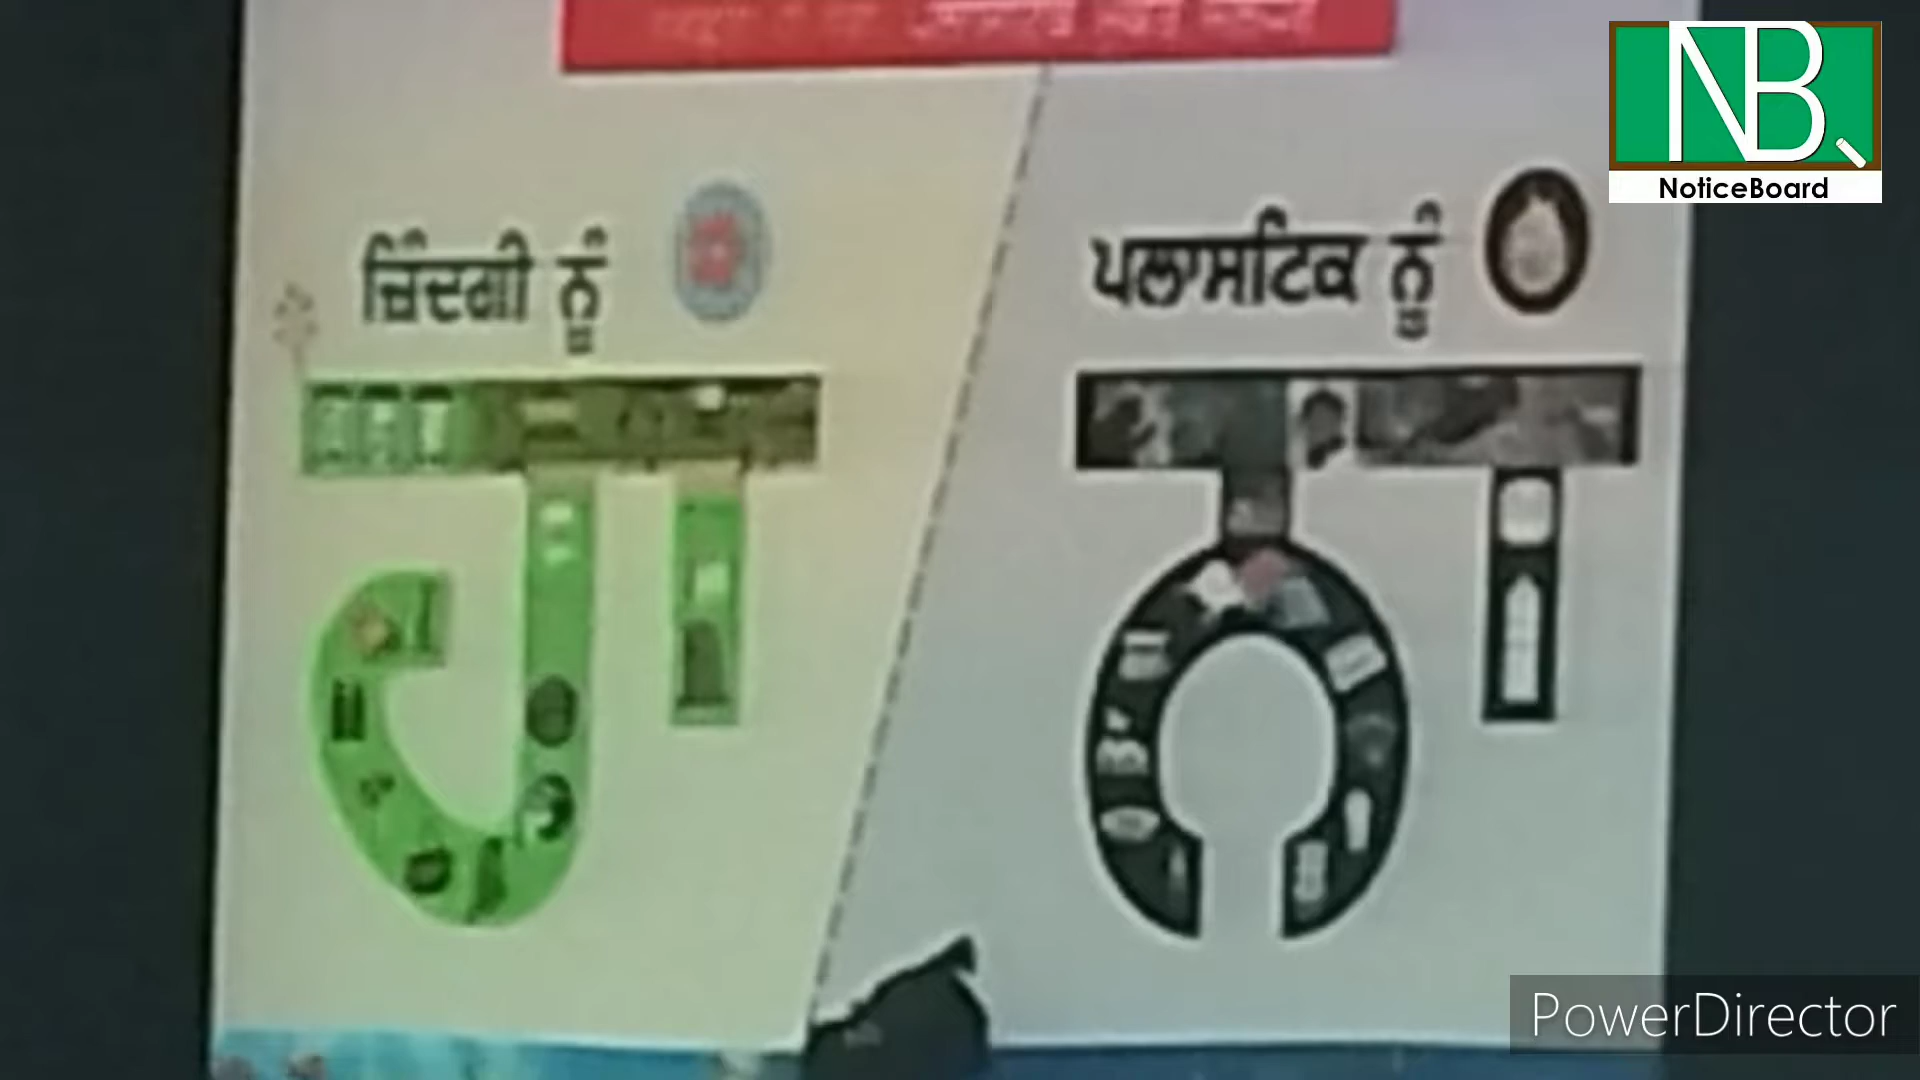 NB
NoticeBoard
ਜ਼ਿੰਦਗੀ ਨੂੰ
ਹਾਂ
ਪਲਾਸਟਿਕ ਨੂੰ
ਨਾ
PowerDirector